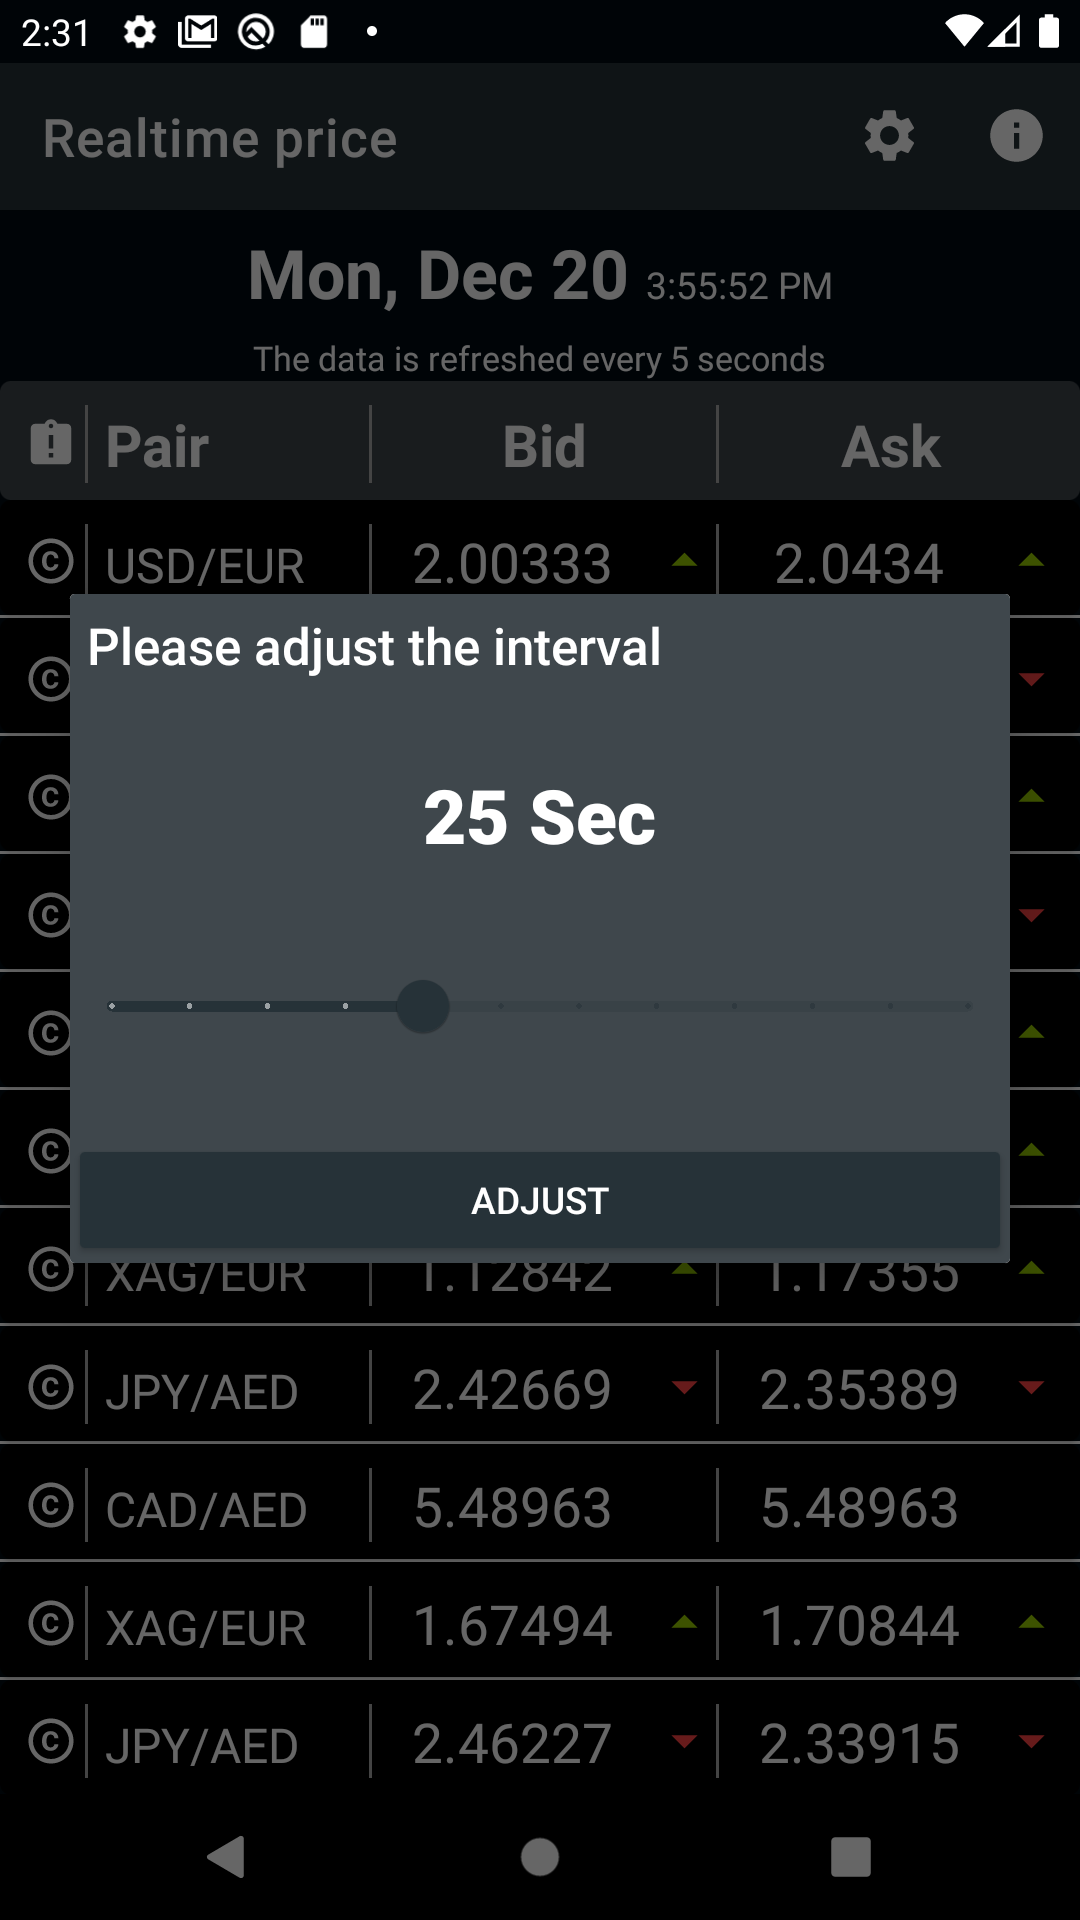 2:31
Realtime price
Mon, Dec 20 3:55:52 PM
The data is refreshed every 5 seconds
Pair Bid Ask
USD/EUR 2.00333 2.0434
Please adjust the interval
25 Sec
ADJUST
XAG/EUR 1.12842 1.17355
JPY/AED 2.42669 2.35389
CAD/AED 5.48963 5.48963
XAG/EUR 1.67494 1.70844
JPY/AED 2.46227 2.33915